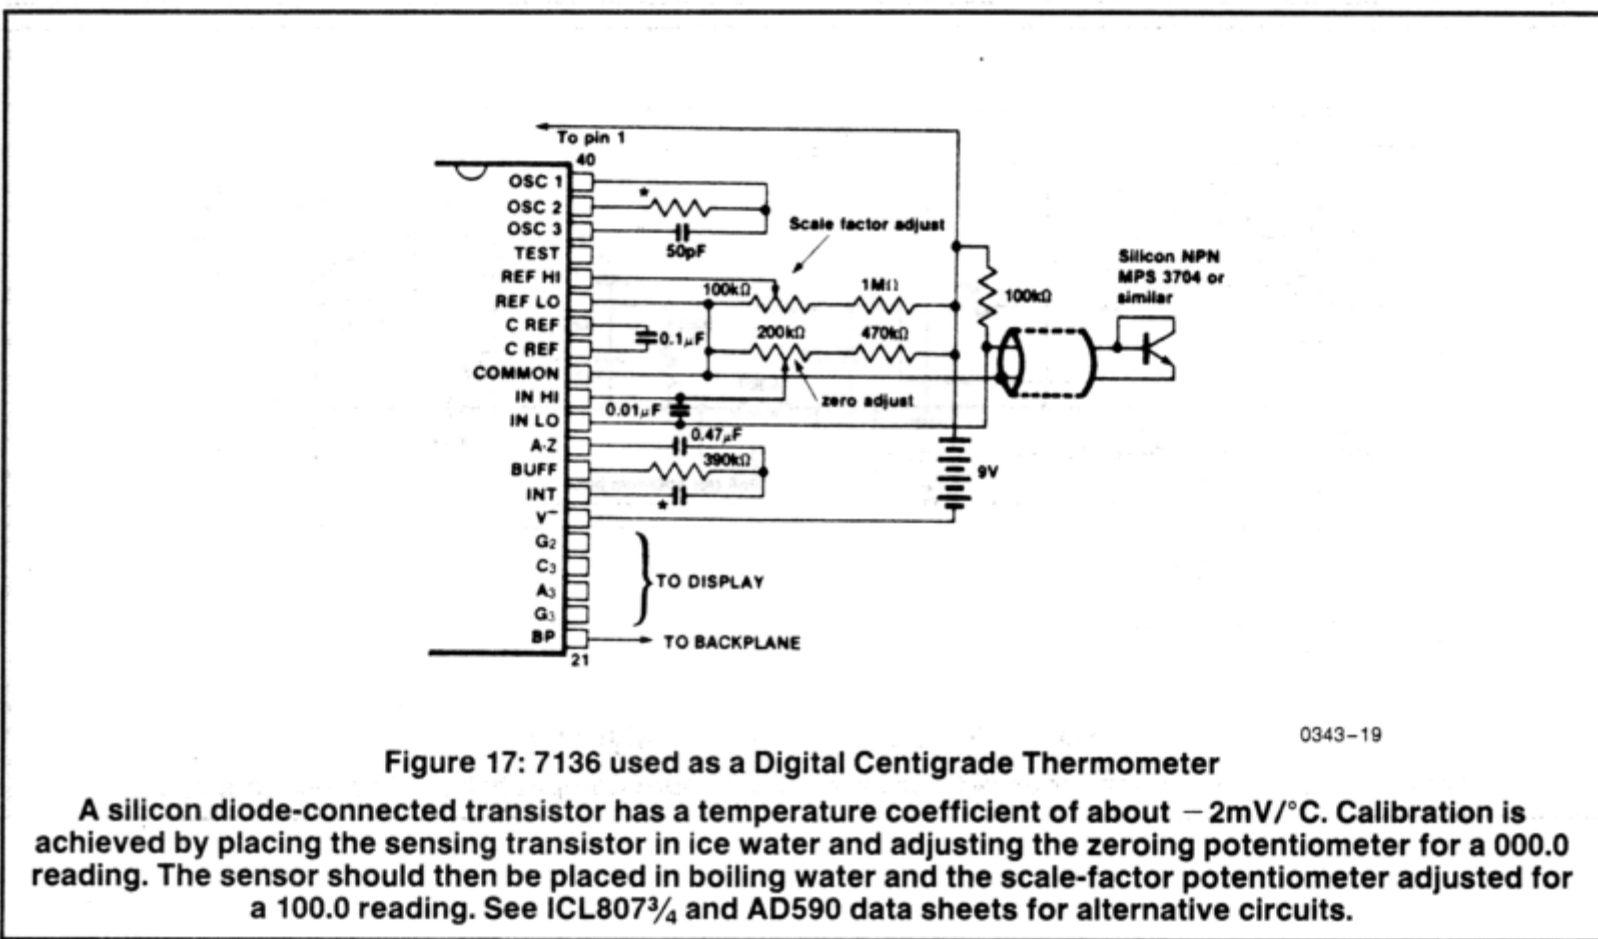 To pin 1
40
OSC 1
OSC 2
OSC 3
TEST
REF HI
REF LO
C REF
C REF
COMMON
IN HI
IN LO
A-Z
BUFF
INT
V⁻
G2
C3
A3
G3
BP
21
*
50pF
Scale factor adjust
100kΩ
1MΩ
200kΩ
470kΩ
0.1µF
zero adjust
0.01µF
0.47µF
390kΩ
*
100kΩ
Silicon NPN
MPS 3704 or
similar
9V
TO DISPLAY
TO BACKPLANE
0343–19
Figure 17: 7136 used as a Digital Centigrade Thermometer
A silicon diode-connected transistor has a temperature coefficient of about −2mV/°C. Calibration is
achieved by placing the sensing transistor in ice water and adjusting the zeroing potentiometer for a 000.0
reading. The sensor should then be placed in boiling water and the scale-factor potentiometer adjusted for
a 100.0 reading. See ICL807¾ and AD590 data sheets for alternative circuits.